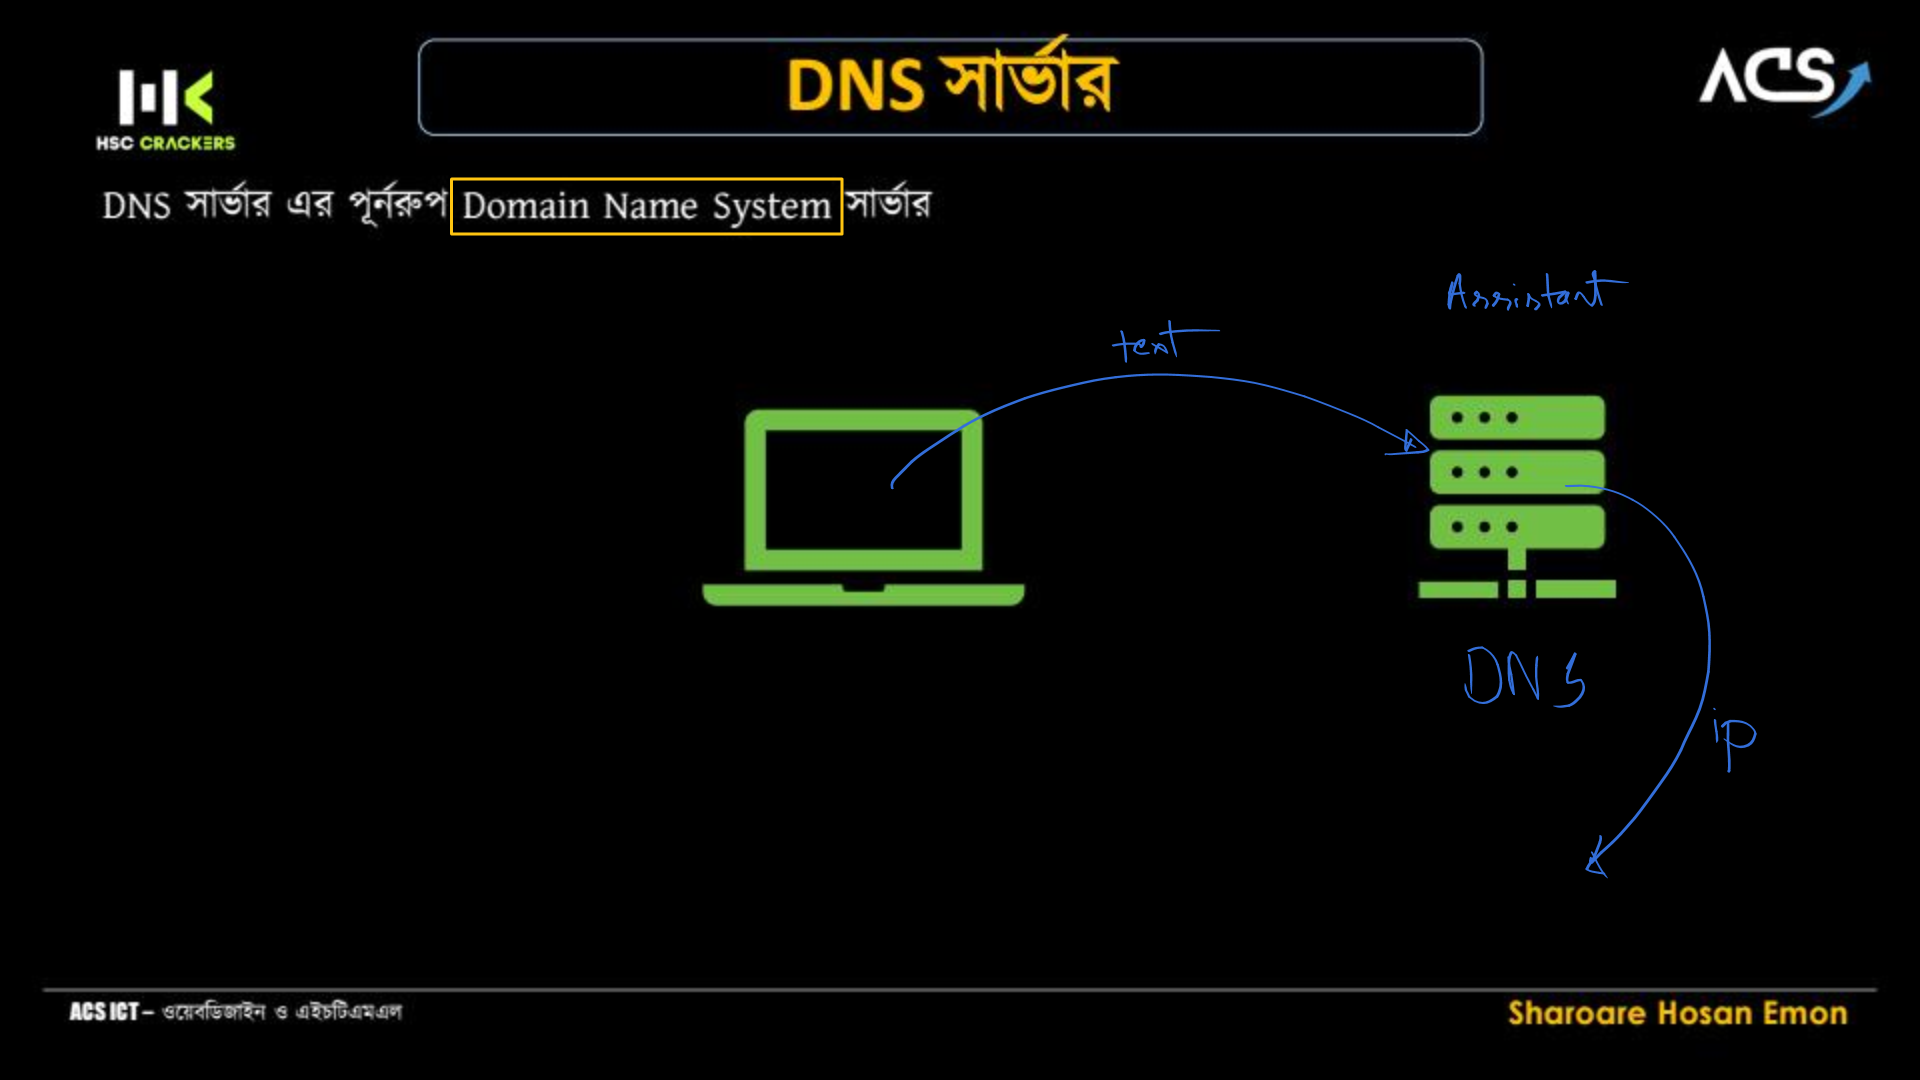 DNS সার্ভার
HSC CRACKERS
ACS
DNS সার্ভার এর পূর্নরুপ Domain Name System সার্ভার
Assistant
text
DNS
ip
ACS ICT – ওয়েবডিজাইন ও এইচটিএমএল
Sharoare Hosan Emon